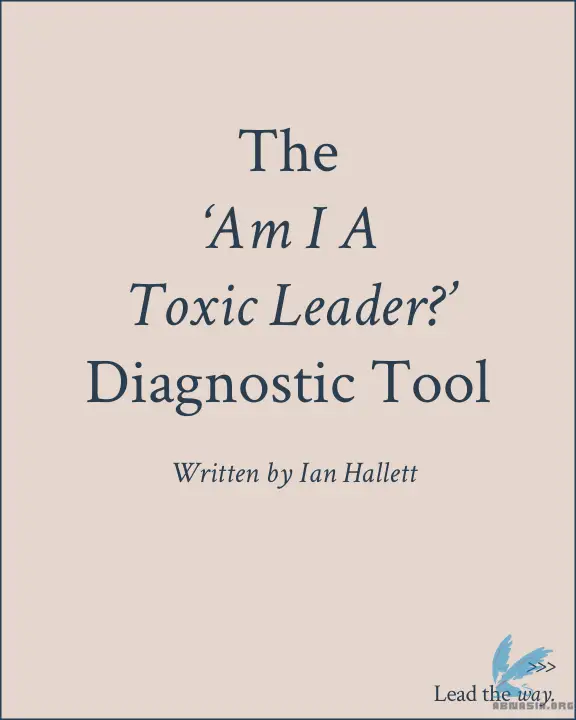 The
‘Am I A
Toxic Leader?’
Diagnostic Tool
Written by Ian Hallett
>>>
Lead the way.
ABWASIA.ORG